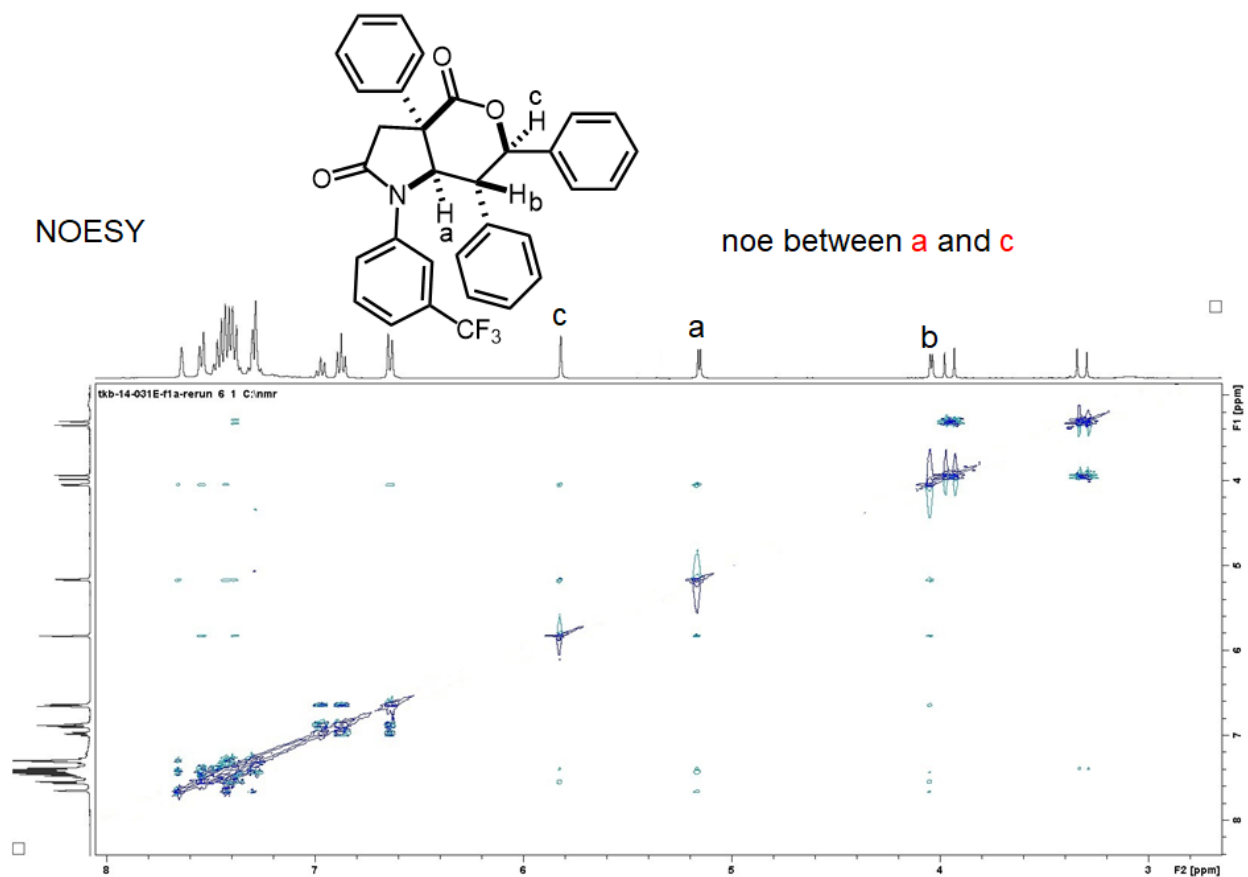 O
O
c
H
O
N
H
a
H
b
CF3
NOESY
noe between a and c
c
a
b
tkb-14-031E-f1a-rerun 6 1 C:\nmr
F1 [ppm]
4
5
6
7
8
8
7
6
5
4
3
F2 [ppm]